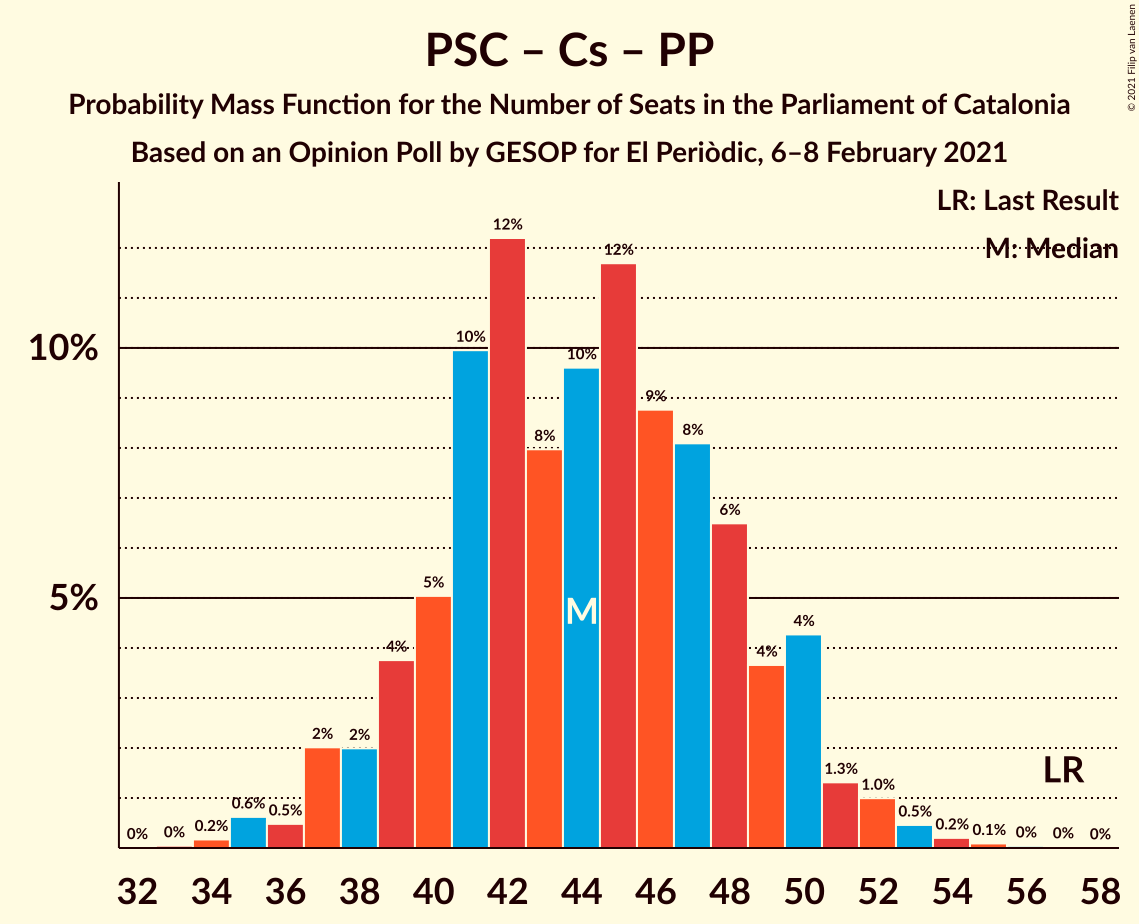 PSC – Cs – PP
Probability Mass Function for the Number of Seats in the Parliament of Catalonia
Based on an Opinion Poll by GESOP for El Periòdic, 6–8 February 2021
© 2021 Filip van Laenen
LR: Last Result
M: Median
10%
5%
0% 0% 0.2% 0.6% 0.5% 2% 2% 4% 5% 10% 12% 8% 10% 12% 9% 8% 6% 4% 4% 1.3% 1.0% 0.5% 0.2% 0.1% 0% 0% 0%
M
LR
32 34 36 38 40 42 44 46 48 50 52 54 56 58